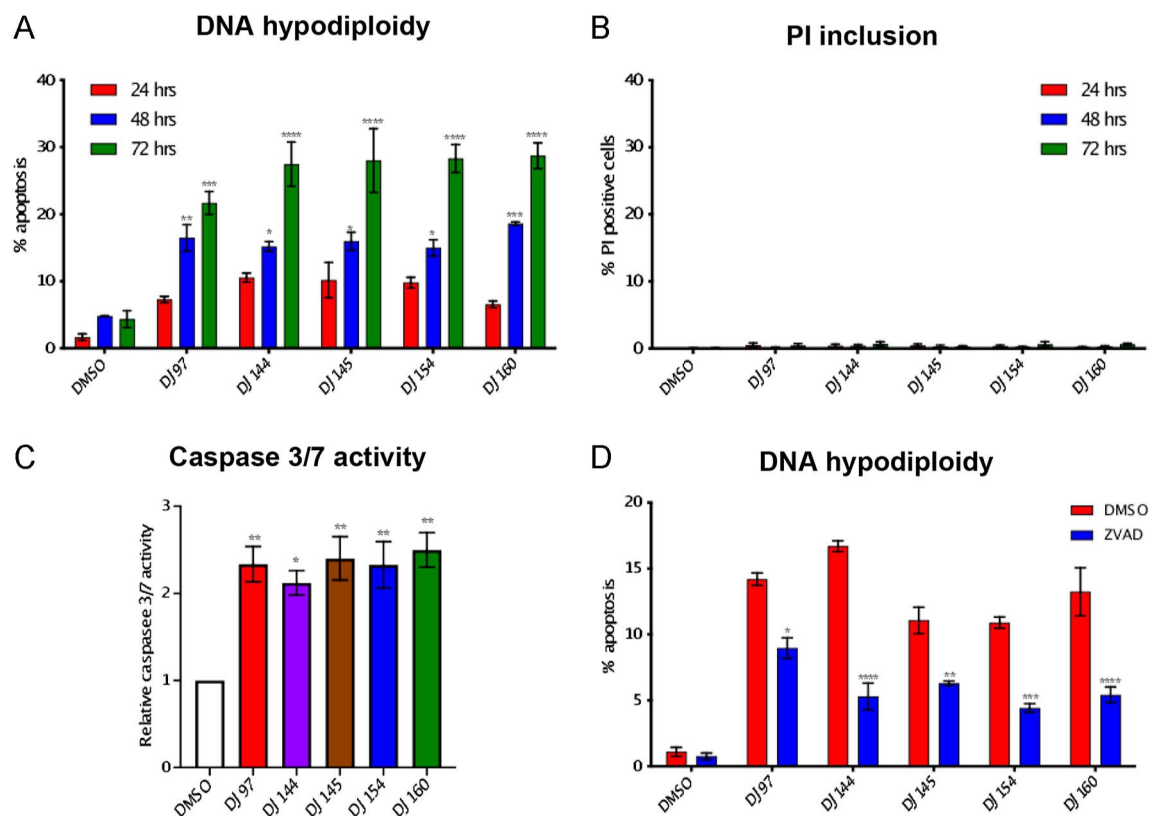 A
DNA hypodiploidy
% apoptosis
40
30
20
10
0
24 hrs
48 hrs
72 hrs
** *** * **** * **** * **** *** ****
DMSO DJ 97 DJ 144 DJ 145 DJ 154 DJ 160
B
PI inclusion
% PI positive cells
40
30
20
10
0
24 hrs
48 hrs
72 hrs
DMSO DJ 97 DJ 144 DJ 145 DJ 154 DJ 160
C
Caspase 3/7 activity
Relative caspasee 3/7 activity
3
2
1
0
** * ** ** **
DMSO DJ 97 DJ 144 DJ 145 DJ 154 DJ 160
D
DNA hypodiploidy
% apoptosis
20
15
10
5
0
DMSO
ZVAD
* **** ** *** ****
DMSO DJ 97 DJ 144 DJ 145 DJ 154 DJ 160